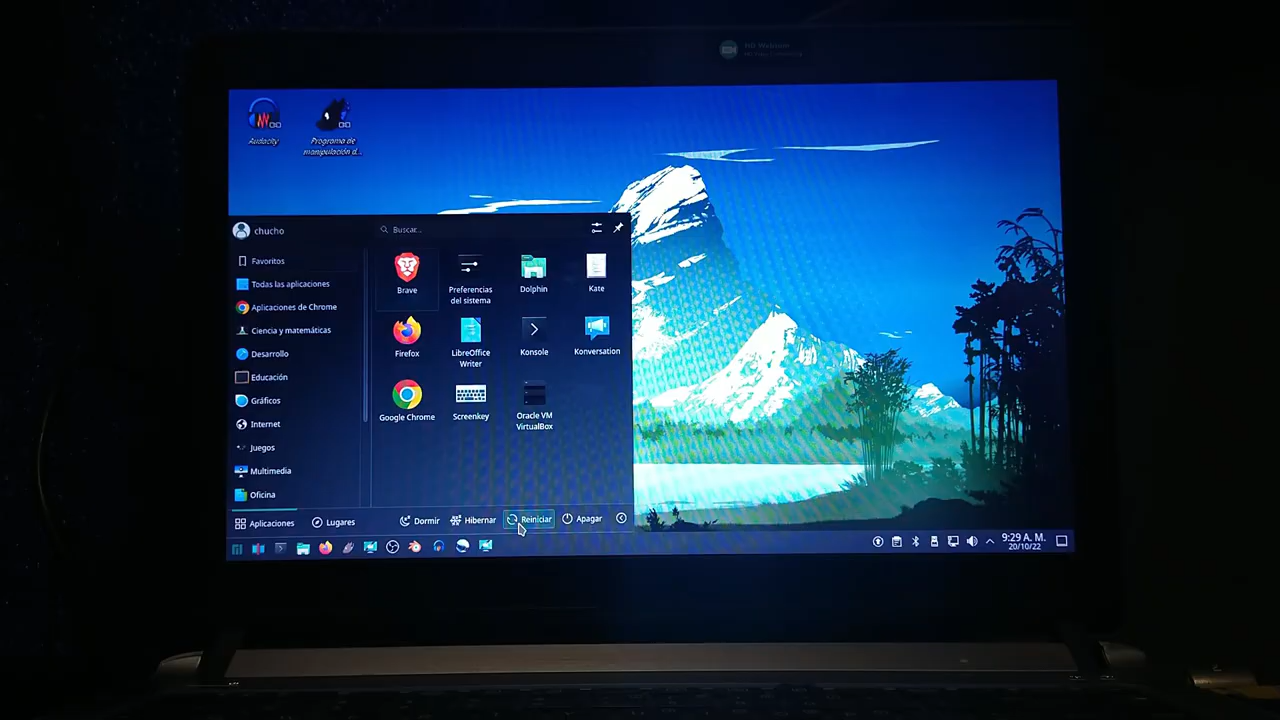 HD Webcam
Audacity
Programa de
manipulación d...
chucho
Buscar...
Favoritos
Todas las aplicaciones
Aplicaciones de Chrome
Ciencia y matemáticas
Desarrollo
Educación
Gráficos
Internet
Juegos
Multimedia
Oficina
Brave
Preferencias
del sistema
Dolphin
Kate
Firefox
LibreOffice
Writer
Konsole
Konversation
Google Chrome
Screenkey
Oracle VM
VirtualBox
Aplicaciones
Lugares
Dormir
Hibernar
Reiniciar
Apagar
9:29 A. M.
20/10/22